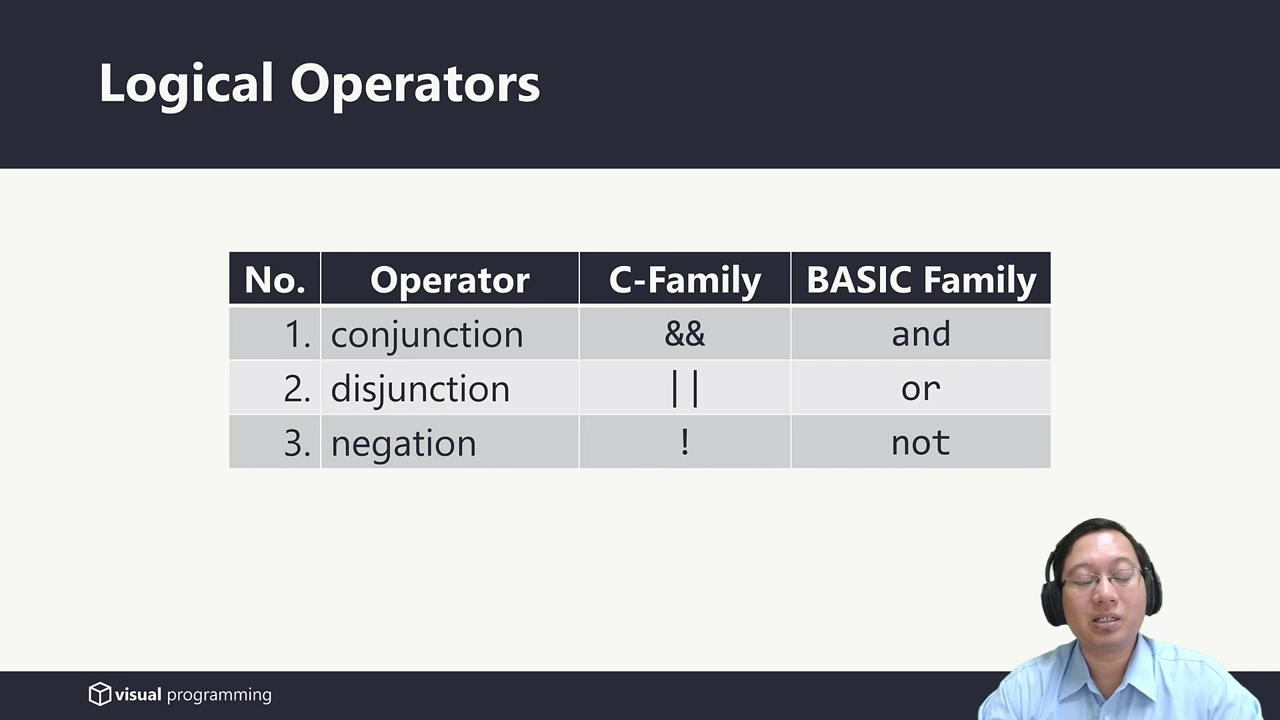 Logical Operators
No. Operator C-Family BASIC Family
1. conjunction && and
2. disjunction || or
3. negation ! not
visual programming